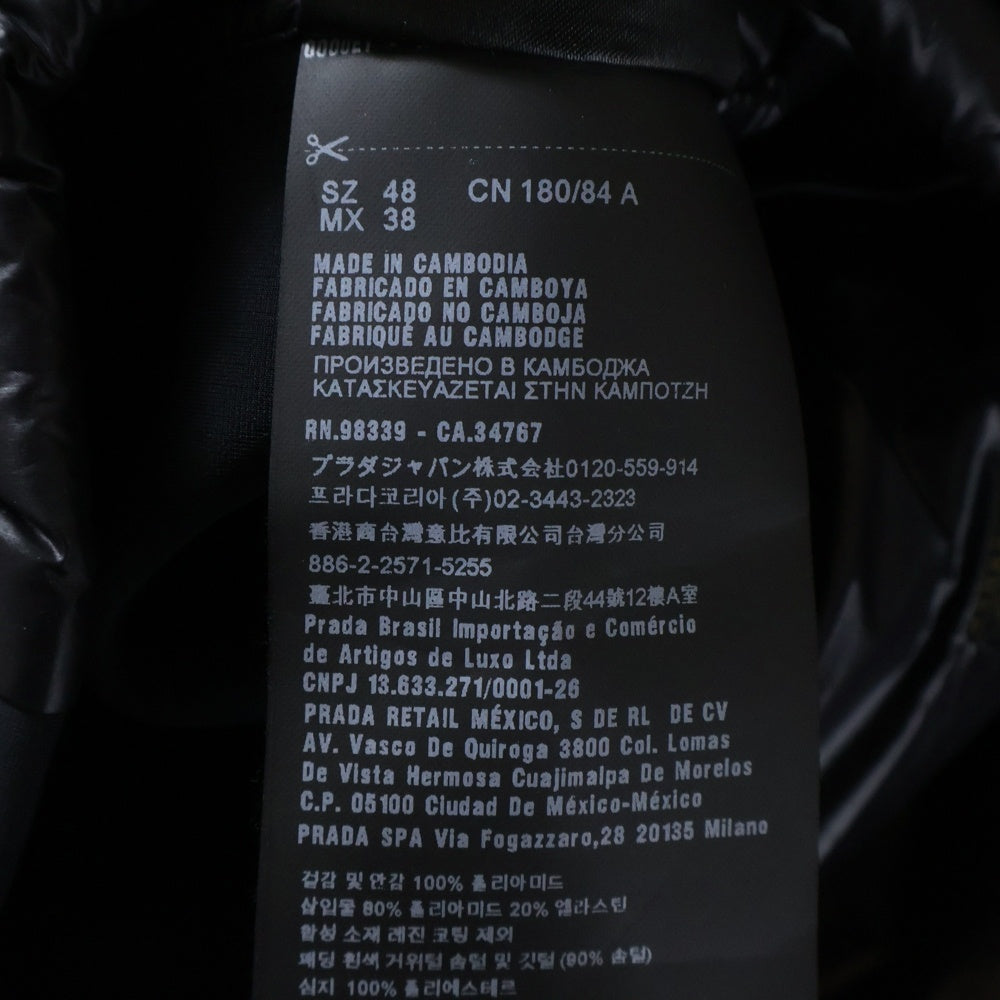 SZ 48 CN 180/84 A
MX 38
MADE IN CAMBODIA
FABRICADO EN CAMBOYA
FABRICADO NO CAMBOJA
FABRIQUÉ AU CAMBODGE
ПРОИЗВЕДЕНО В КАМБОДЖА
ΚΑΤΑΣΚΕΥΑΖΕΤΑΙ ΣΤΗΝ ΚΑΜΠΟΤΖΗ
RN.98339 - CA.34767
プラダジャパン株式会社0120-559-914
프라다코리아(주)02-3443-2323
香港商台灣意比有限公司台灣分公司
886-2-2571-5255
臺北市中山區中山北路二段44號12樓A室
Prada Brasil Importação e Comércio
de Artigos de Luxo Ltda
CNPJ 13.633.271/0001-26
PRADA RETAIL MÉXICO, S DE RL DE CV
AV. Vasco De Quiroga 3800 Col. Lomas
De Vista Hermosa Cuajimalpa De Morelos
C.P. 05100 Ciudad De México-México
PRADA SPA Via Fogazzaro,28 20135 Milano
겉감 및 안감 100% 폴리아미드
삽입물 80% 폴리아미드 20% 엘라스틴
합성 소재 레진 코팅 제외
패딩 흰색 거위털 솜털 및 깃털 (90% 솜털)
심지 100% 폴리에스테르